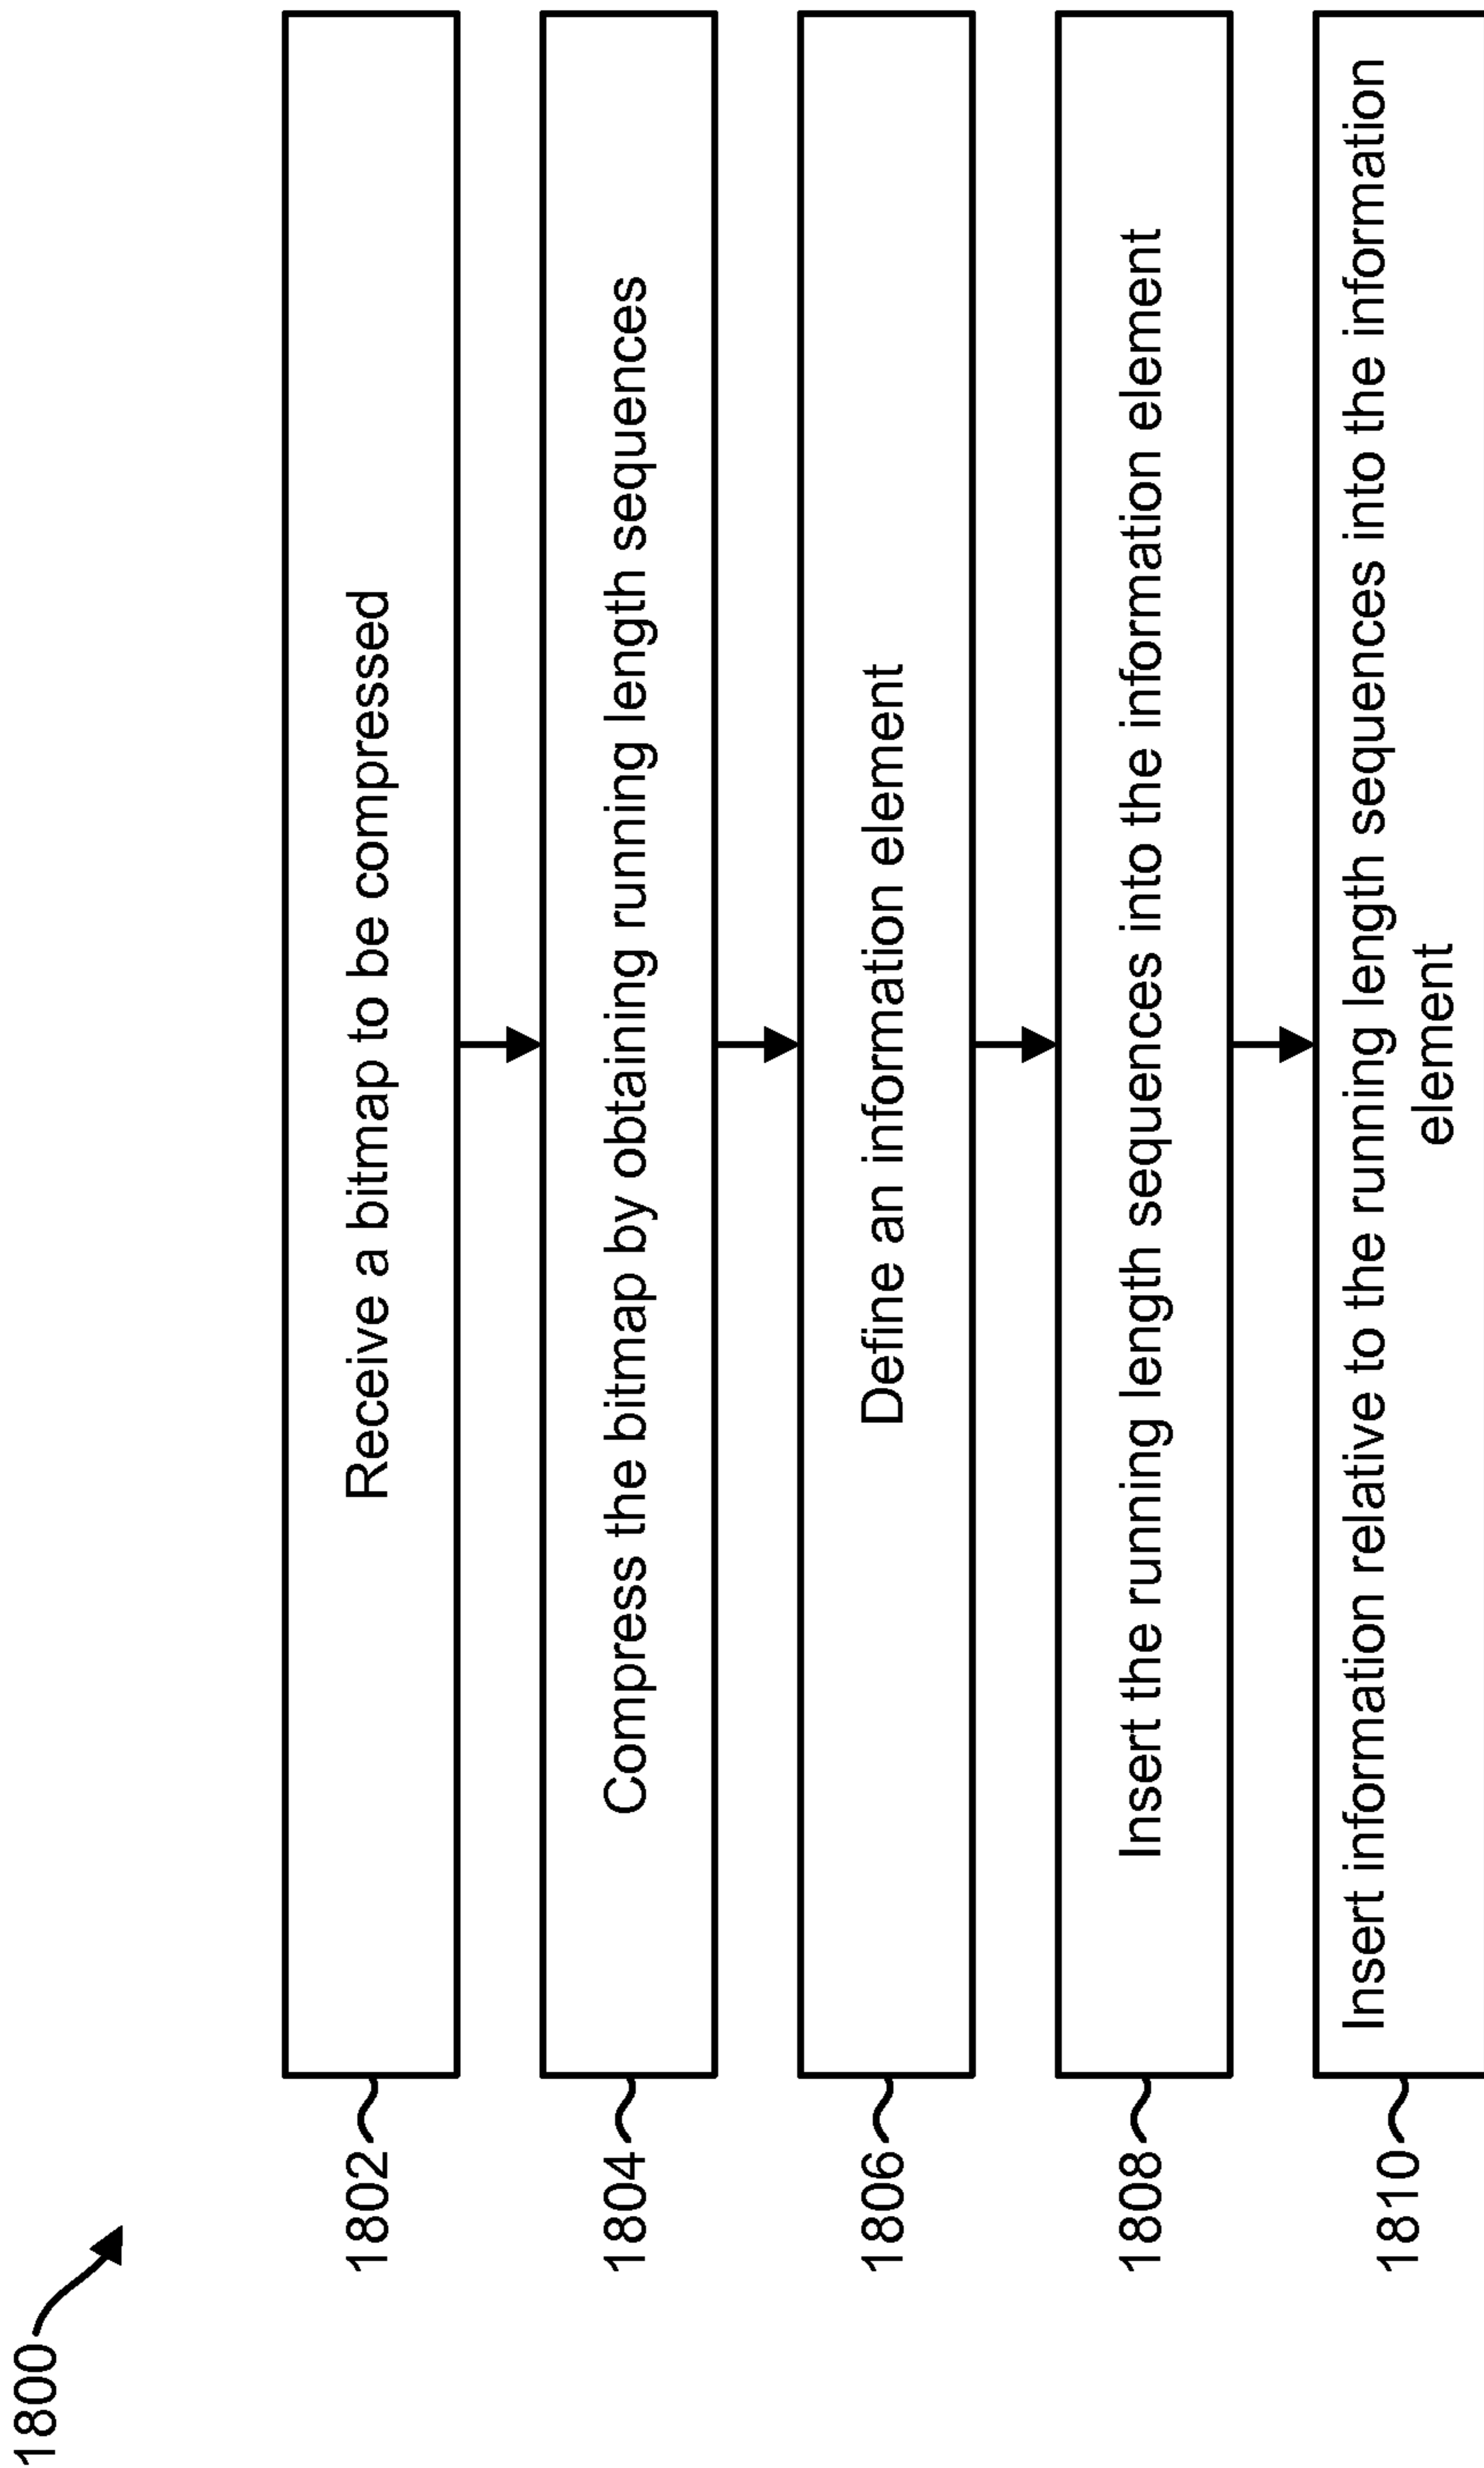 1800
1802
Receive a bitmap to be compressed
1804
Compress the bitmap by obtaining running length sequences
1806
Define an information element
1808
Insert the running length sequences into the information element
1810
Insert information relative to the running length sequences into the information
element